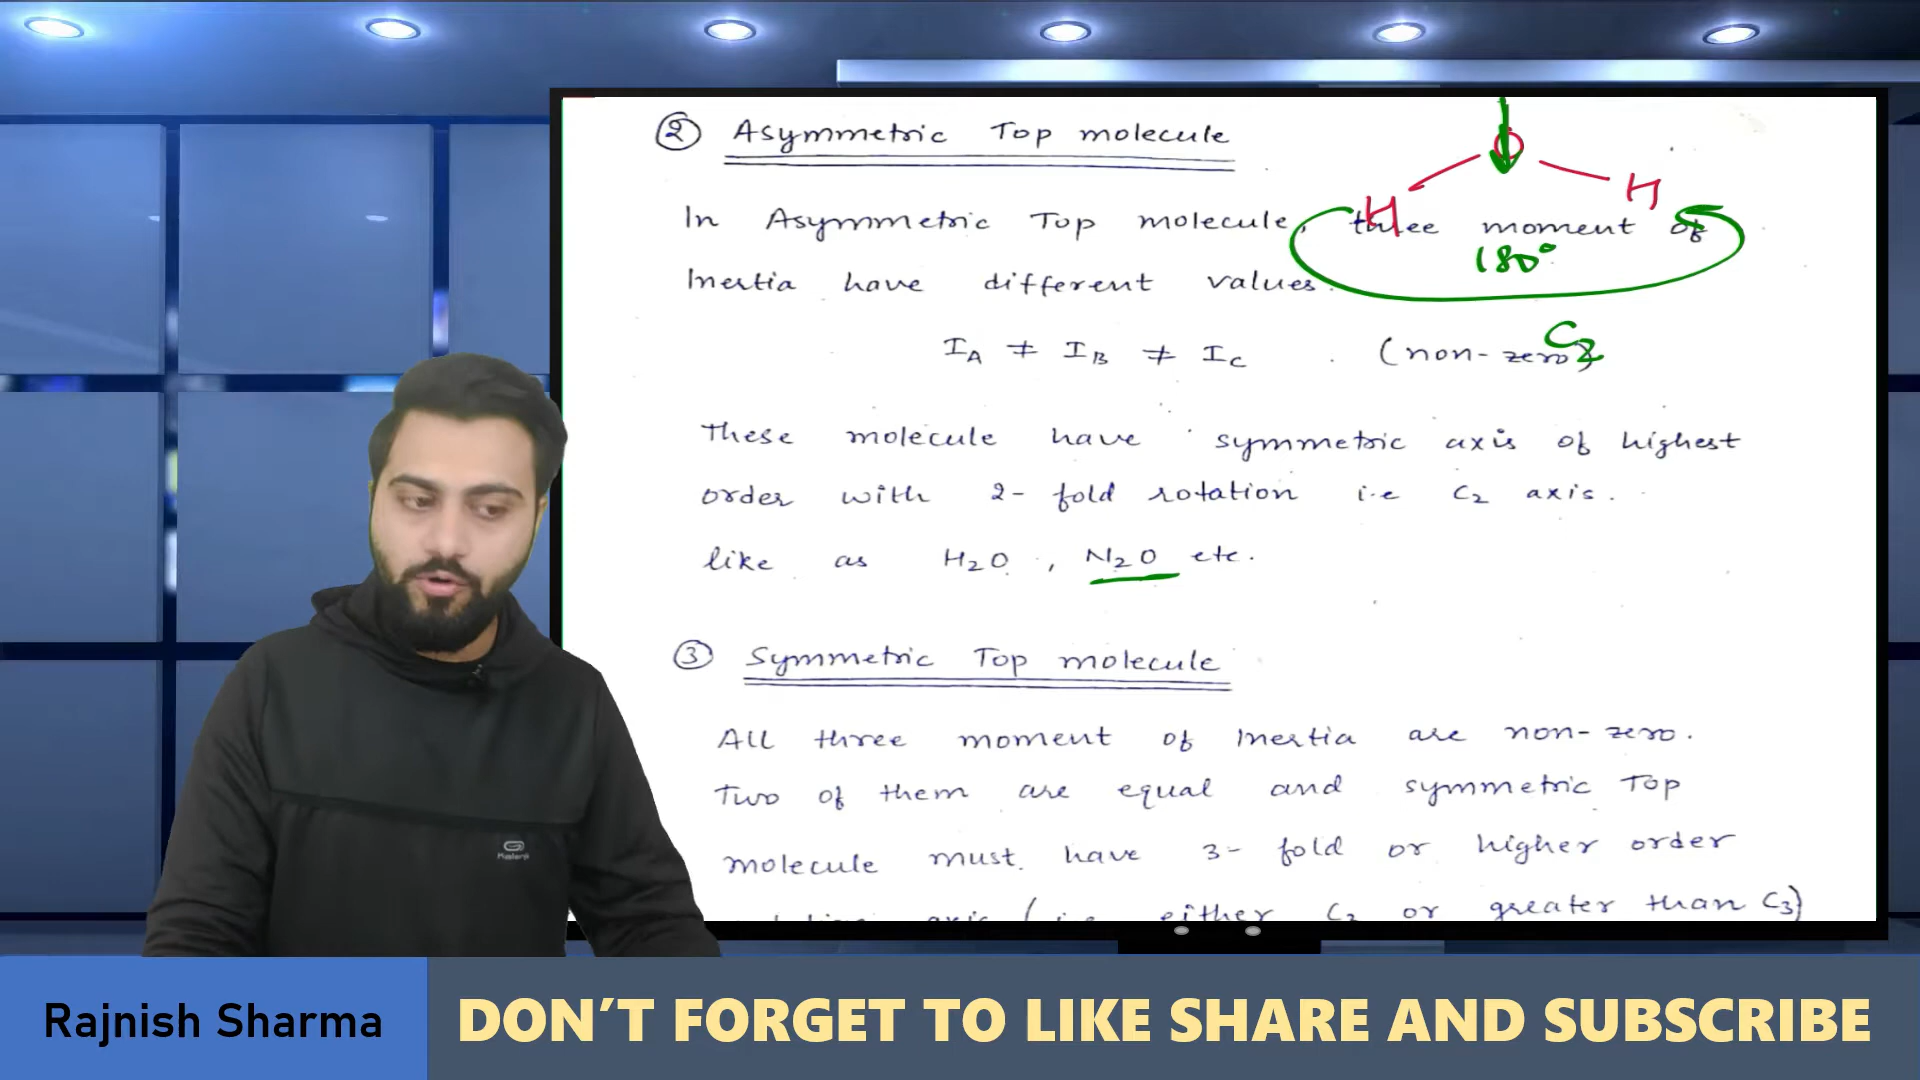 ② Asymmetric Top molecule
O
H H
In Asymmetric Top molecule, three moment of
Inertia have different values.
180°
I_A ≠ I_B ≠ I_C (non-zero)
C2
These molecule have symmetric axis of highest
order with 2- fold rotation i.e C2 axis.
like as H2O, N2O etc.
③ Symmetric Top molecule
All three moment of Inertia are non-zero.
Two of them are equal and symmetric Top
molecule must have 3- fold or higher order
axis (i.e either C3 or greater than C3)
Rajnish Sharma
DON'T FORGET TO LIKE SHARE AND SUBSCRIBE